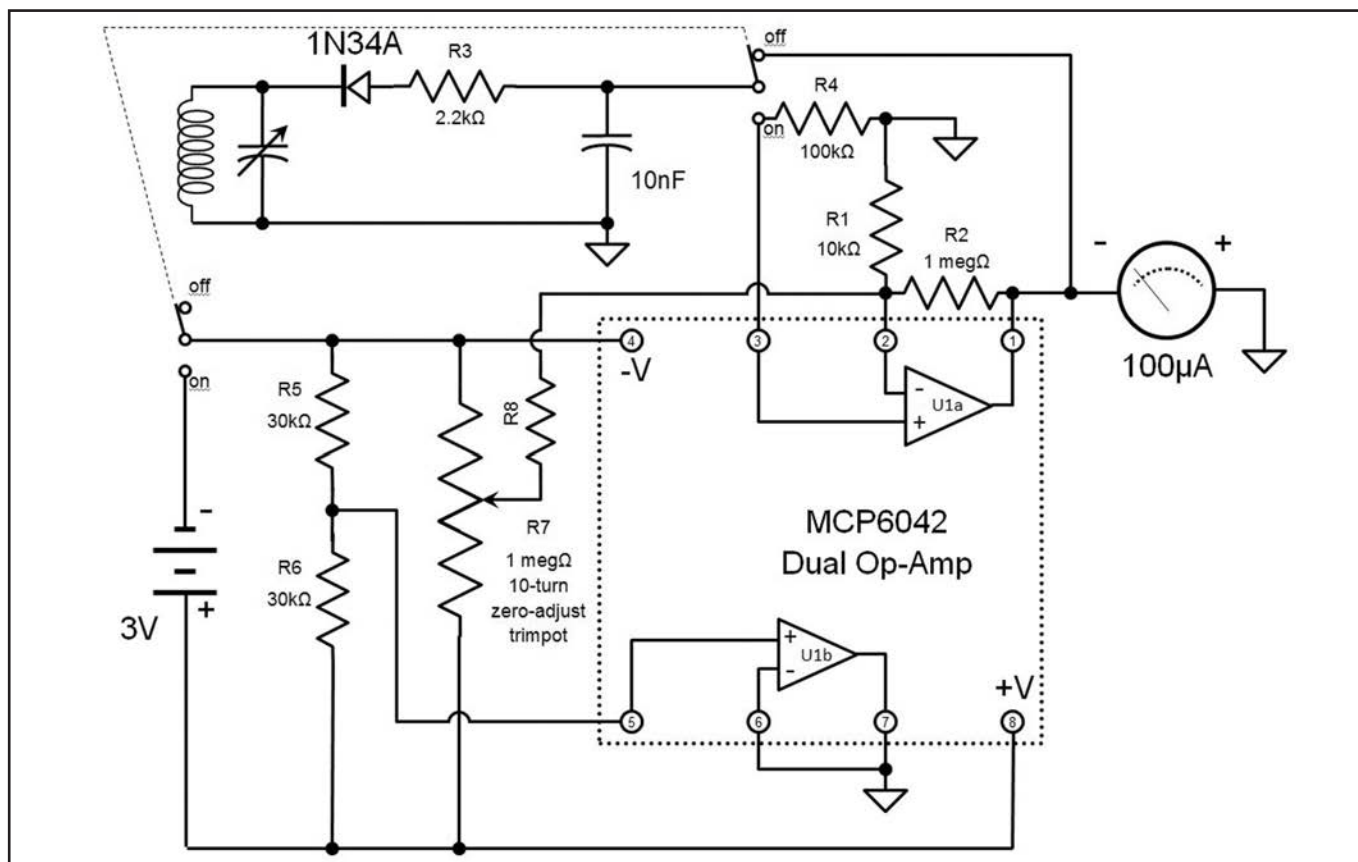 1N34A
R3
2.2kΩ
off
on
R4
100kΩ
10nF
R1
10kΩ
R2
1 megΩ
-
+
100µA
off
on
4
-V
3
2
1
R5
30kΩ
R8
-
+
U1a
-
+
3V
R6
30kΩ
R7
1 megΩ
10-turn
zero-adjust
trimpot
MCP6042
Dual Op-Amp
+
-
U1b
+V
5
6
7
8